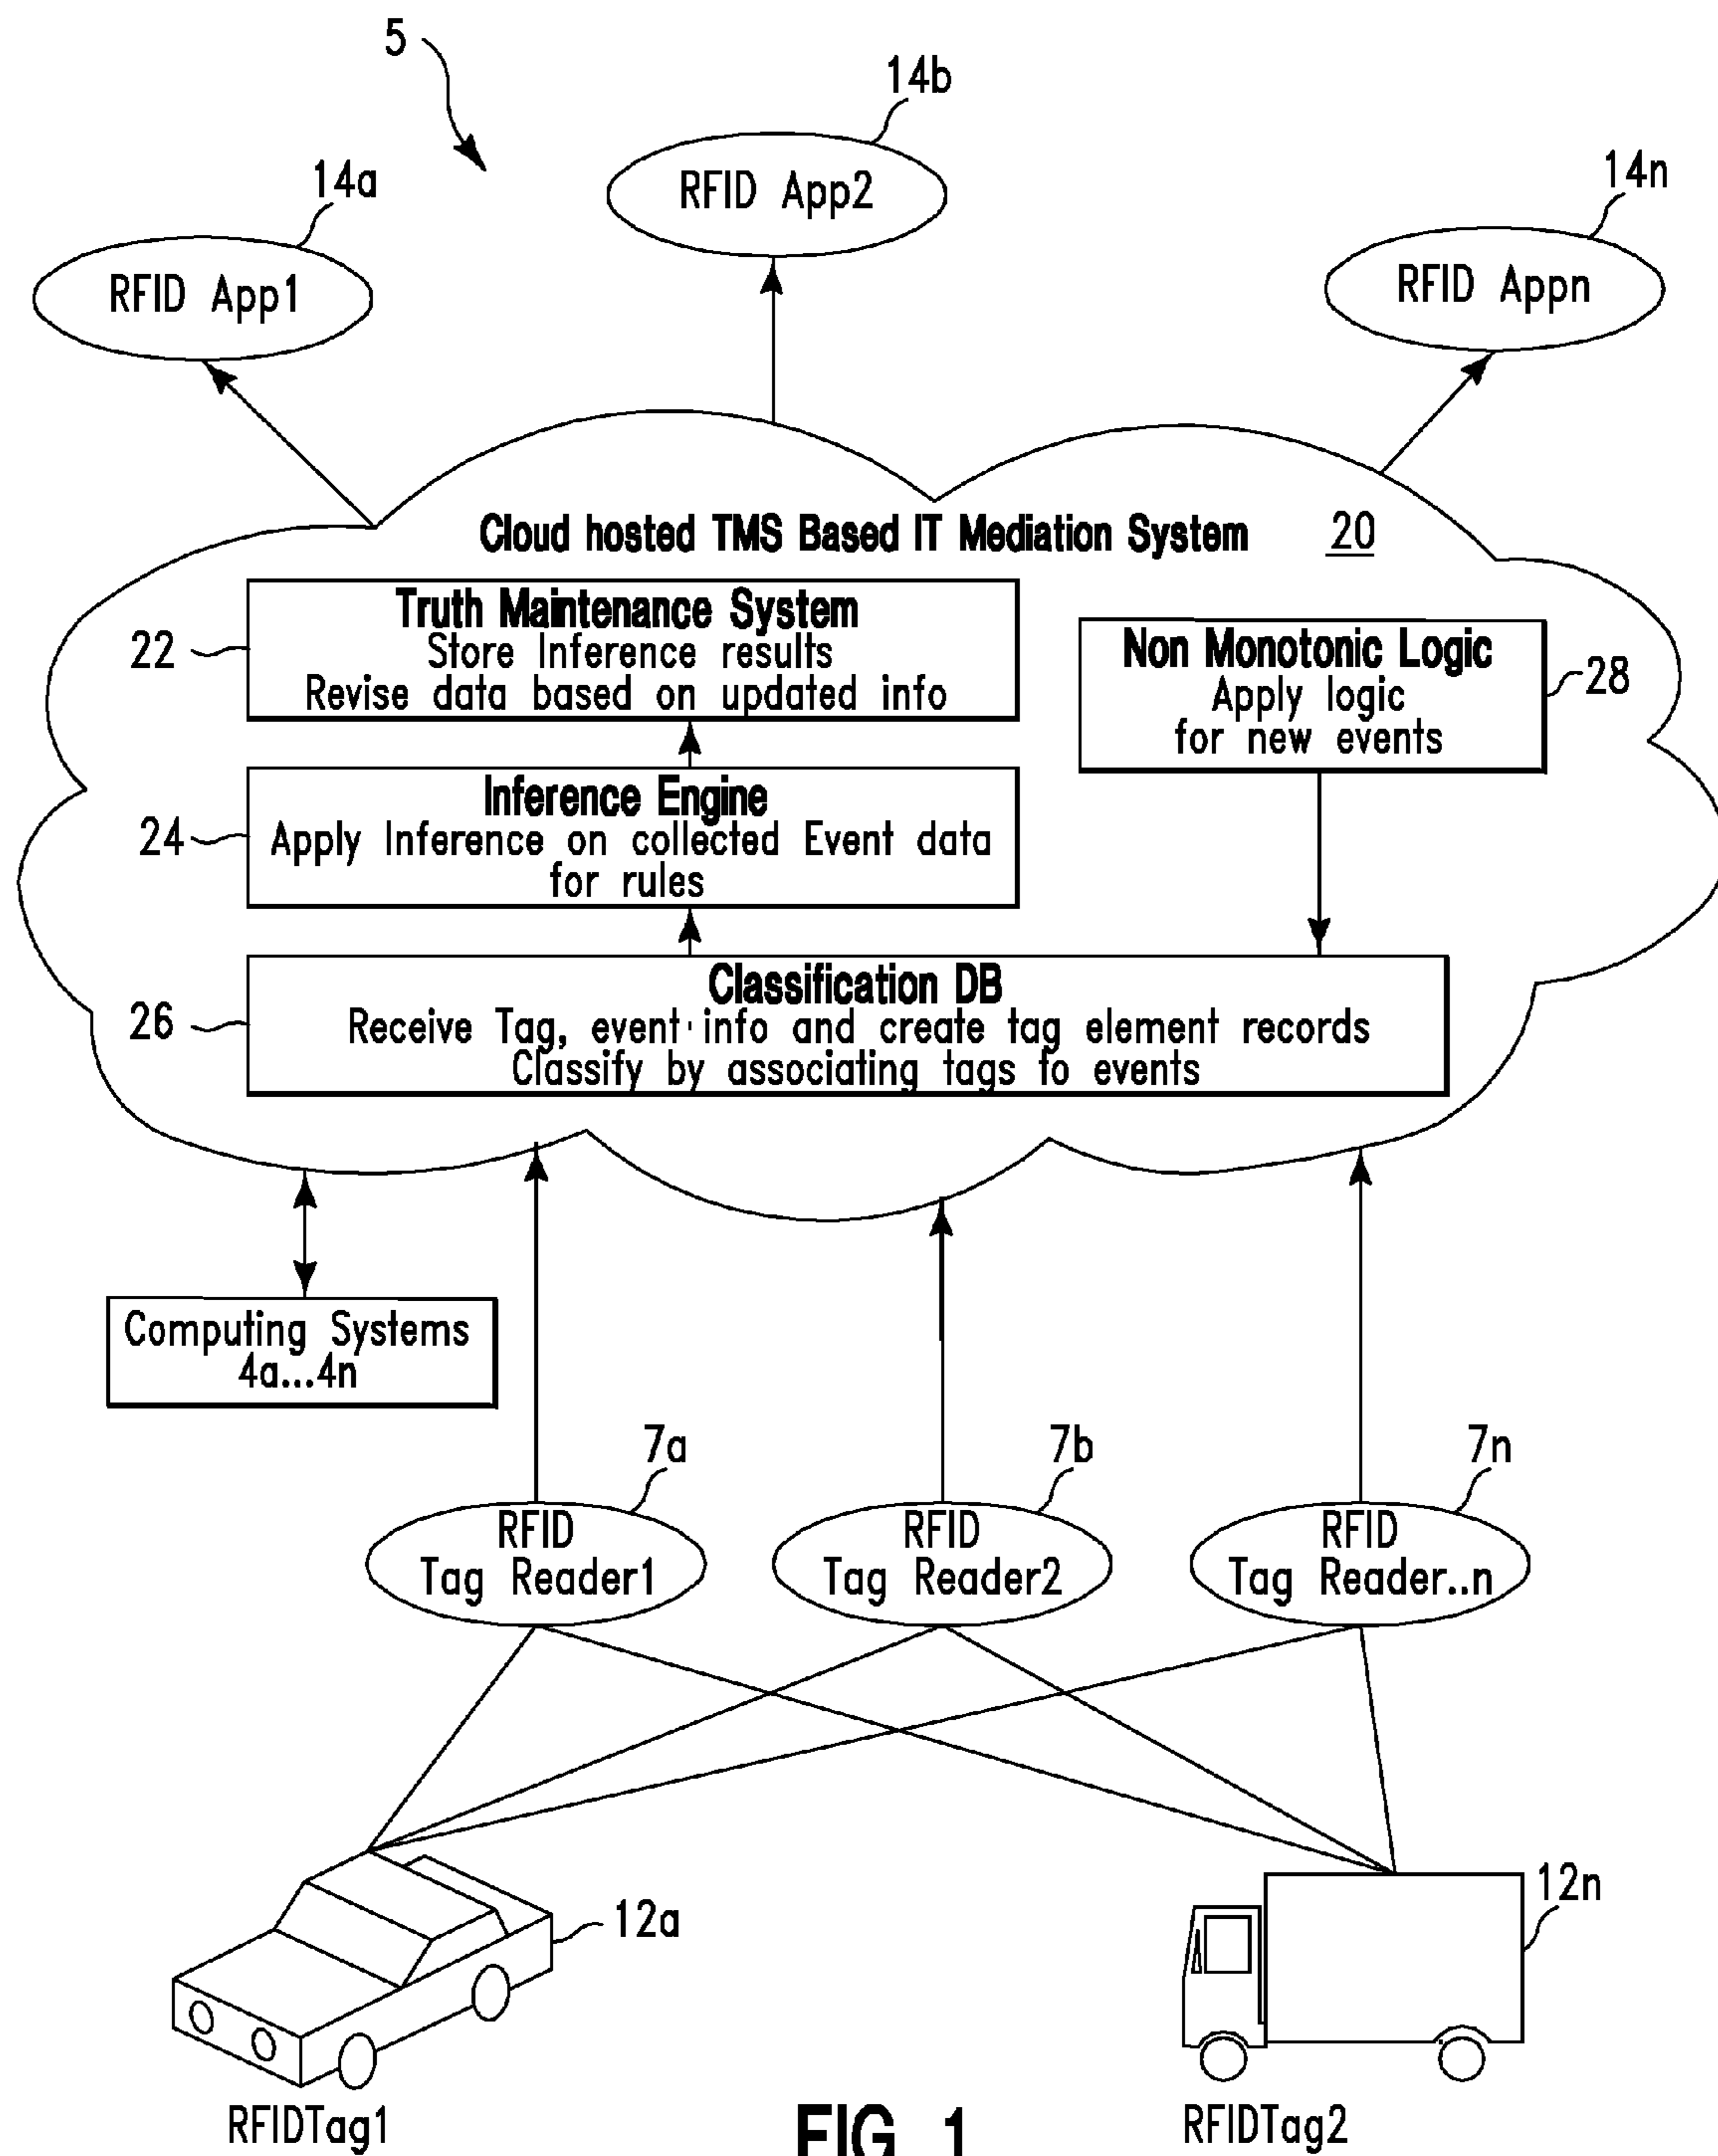 5
14b
RFID App2
14a
RFID App1
14n
RFID Appn
Cloud hosted TMS Based IT Mediation System 20
Truth Maintenance System
Store Inference results
Revise data based on updated info
22
Non Monotonic Logic
Apply logic
for new events
28
Inference Engine
Apply Inference on collected Event data
for rules
24
Classification DB
Receive Tag, event info and create tag element records
Classify by associating tags to events
26
Computing Systems
4a...4n
7a
RFID
Tag Reader1
7b
RFID
Tag Reader2
7n
RFID
Tag Reader..n
12a
12n
RFIDTag1
RFIDTag2
FIG. 1